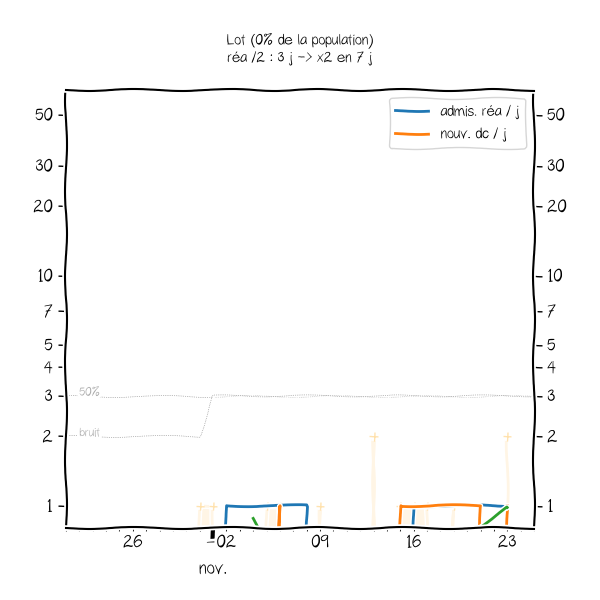 Lot (0% de la population)
réa /2 : 3 j -> x2 en 7 j
admis. réa / j
nouv. dc / j
50 50
30 30
20 20
10 10
7 7
5 5
4 4
3 50% 3
2 bruit 2
1 1
26 02 09 16 23
nov.